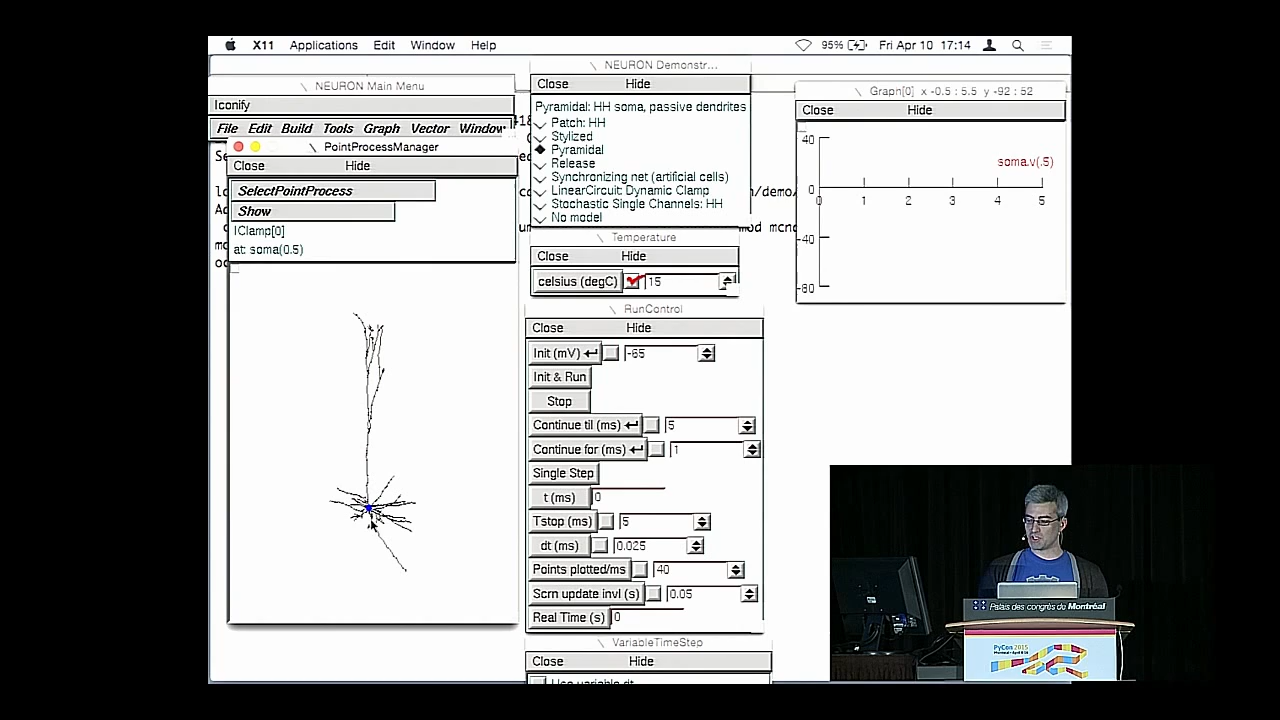 X11 Applications Edit Window Help 95% Fri Apr 10 17:14
NEURON Main Menu
Iconify
File Edit Build Tools Graph Vector Window
PointProcessManager
Close Hide
SelectPointProcess
Show
IClamp[0]
at: soma(0.5)
NEURON Demonstr...
Close Hide
Pyramidal: HH soma, passive dendrites
Patch: HH
Stylized
Pyramidal
Release
Synchronizing net (artificial cells)
LinearCircuit: Dynamic Clamp
Stochastic Single Channels: HH
No model
Temperature
Close Hide
celsius (degC) 15
RunControl
Close Hide
Init (mV) -65
Init & Run
Stop
Continue til (ms) 5
Continue for (ms) 1
Single Step
t (ms) 0
Tstop (ms) 5
dt (ms) 0.025
Points plotted/ms 40
Scrn update invl (s) 0.05
Real Time (s) 0
VariableTimeStep
Close Hide
Use variable dt
Graph[0] x -0.5 : 5.5 y -92 : 52
Close Hide
40
soma.v(.5)
0
0 1 2 3 4 5
-40
-80
Palais des congrès du Montréal
PyCon 2015